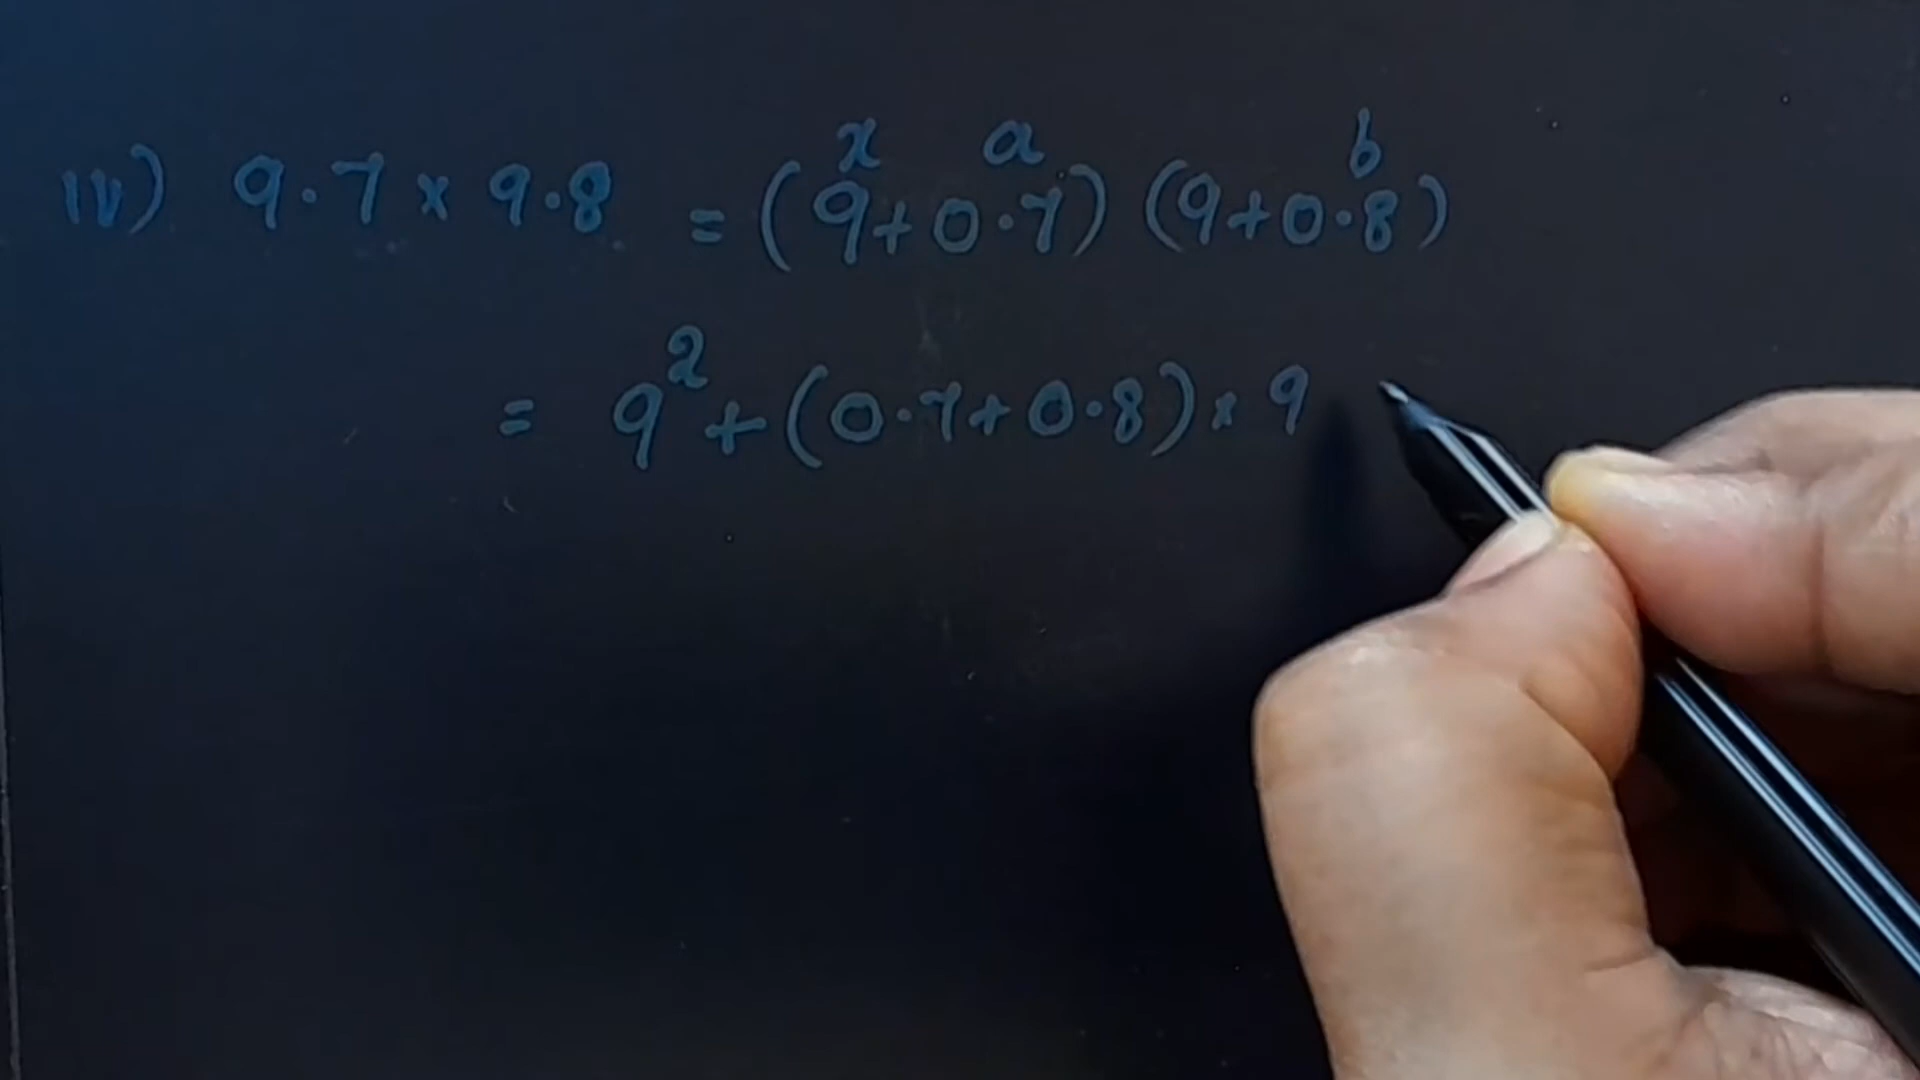 x a b
iv) 9.7 × 9.8 = (9+0.7) (9+0.8)
= 9² + (0.7+0.8) × 9